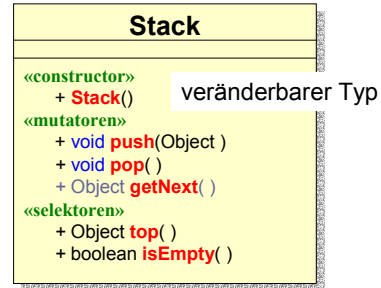 Stack
«constructor»
+ Stack()
veränderbarer Typ
«mutatoren»
+ void push(Object )
+ void pop( )
+ Object getNext( )
«selektoren»
+ Object top( )
+ boolean isEmpty( )